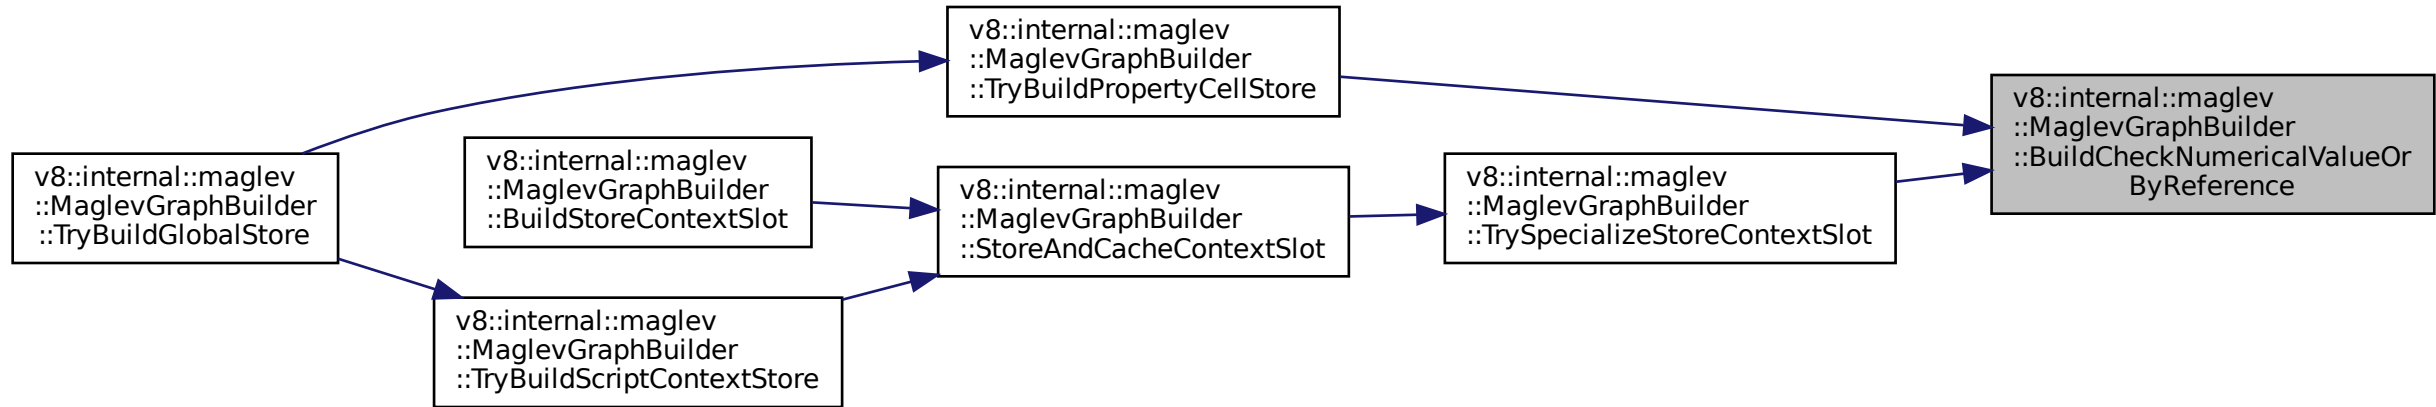 v8::internal::maglev
::MaglevGraphBuilder
::TryBuildGlobalStore
v8::internal::maglev
::MaglevGraphBuilder
::TryBuildPropertyCellStore
v8::internal::maglev
::MaglevGraphBuilder
::BuildStoreContextSlot
v8::internal::maglev
::MaglevGraphBuilder
::TryBuildScriptContextStore
v8::internal::maglev
::MaglevGraphBuilder
::StoreAndCacheContextSlot
v8::internal::maglev
::MaglevGraphBuilder
::TrySpecializeStoreContextSlot
v8::internal::maglev
::MaglevGraphBuilder
::BuildCheckNumericalValueOr
ByReference